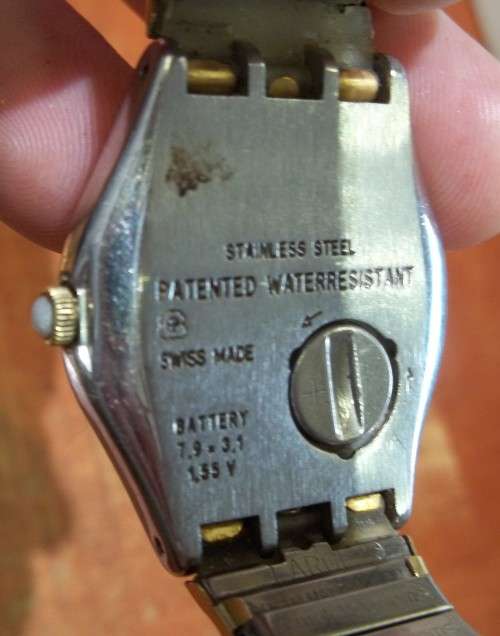 STAINLESS STEEL
PATENTED WATERRESISTANT
SWISS MADE
BATTERY
7,9 x 3,1
1,55 V
+